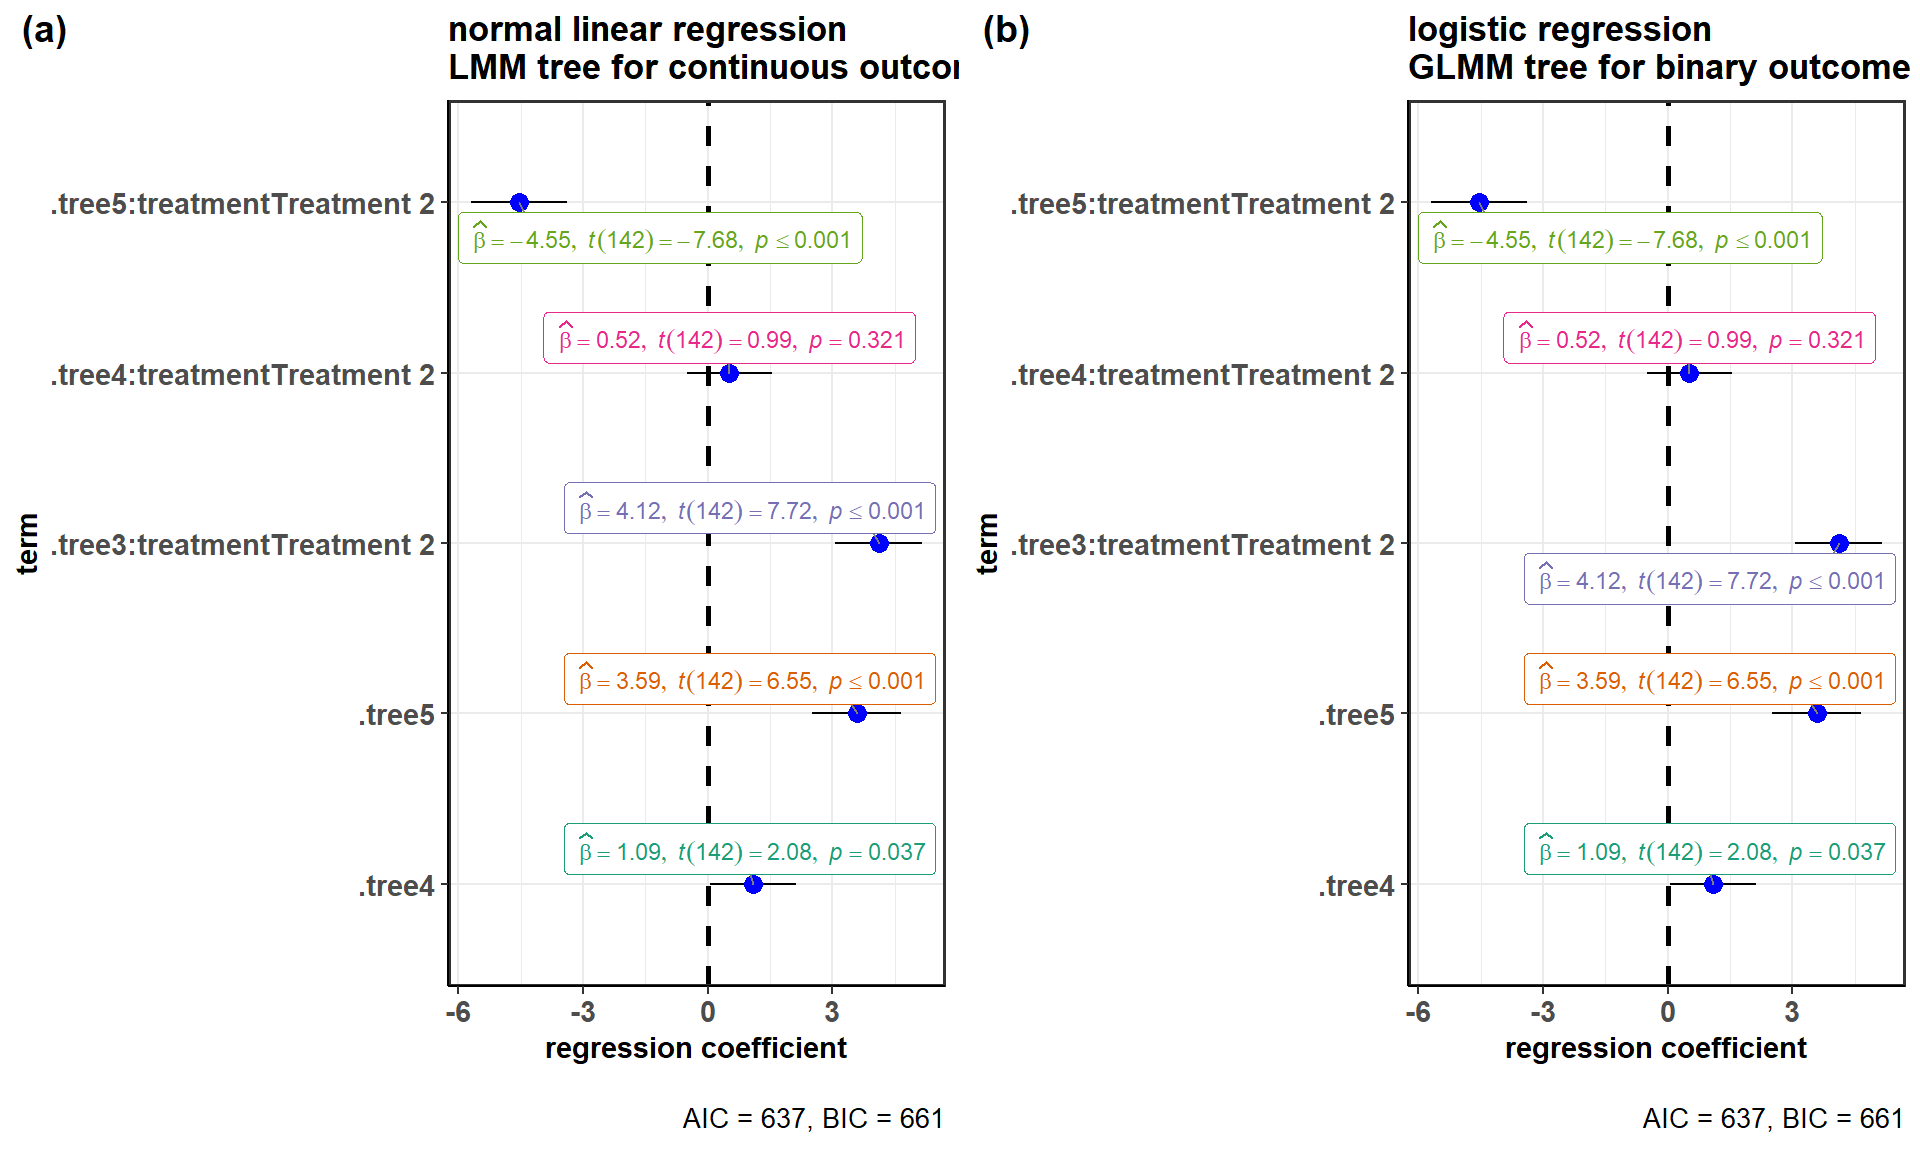 (a)
normal linear regression
LMM tree for continuous outcor
.tree5:treatmentTreatment 2
β̂ = −4.55, t(142) = −7.68, p ≤ 0.001
β̂ = 0.52, t(142) = 0.99, p = 0.321
.tree4:treatmentTreatment 2
β̂ = 4.12, t(142) = 7.72, p ≤ 0.001
.tree3:treatmentTreatment 2
β̂ = 3.59, t(142) = 6.55, p ≤ 0.001
.tree5
β̂ = 1.09, t(142) = 2.08, p = 0.037
.tree4
term
-6 -3 0 3
regression coefficient
AIC = 637, BIC = 661
(b)
logistic regression
GLMM tree for binary outcome
.tree5:treatmentTreatment 2
β̂ = −4.55, t(142) = −7.68, p ≤ 0.001
β̂ = 0.52, t(142) = 0.99, p = 0.321
.tree4:treatmentTreatment 2
.tree3:treatmentTreatment 2
β̂ = 4.12, t(142) = 7.72, p ≤ 0.001
β̂ = 3.59, t(142) = 6.55, p ≤ 0.001
.tree5
β̂ = 1.09, t(142) = 2.08, p = 0.037
.tree4
term
-6 -3 0 3
regression coefficient
AIC = 637, BIC = 661